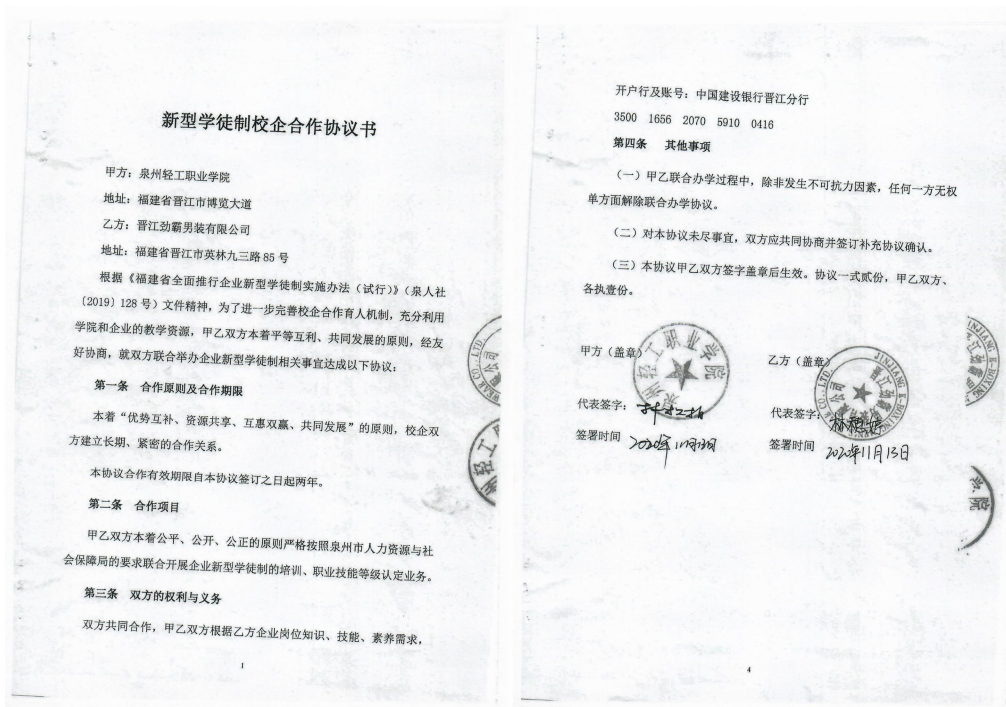 新型学徒制校企合作协议书
甲方：泉州轻工职业学院
地址：福建省晋江市博览大道
乙方：晋江劲霸男装有限公司
地址：福建省晋江市英林九三路 85 号
根据《福建省全面推行企业新型学徒制实施办法（试行）》（泉人社
〔2019〕128 号）文件精神，为了进一步完善校企合作育人机制，充分利用
学院和企业的教学资源，甲乙双方本着平等互利、共同发展的原则，经友
好协商，就双方联合举办企业新型学徒制相关事宜达成以下协议：
第一条 合作原则及合作期限
本着“优势互补、资源共享、互惠双赢、共同发展”的原则，校企双
方建立长期、紧密的合作关系。
本协议合作有效期限自本协议签订之日起两年。
第二条 合作项目
甲乙双方本着公平、公开、公正的原则严格按照泉州市人力资源与社
会保障局的要求联合开展企业新型学徒制的培训、职业技能等级认定业务。
第三条 双方的权利与义务
双方共同合作，甲乙双方根据乙方企业岗位知识、技能、素养需求，
1
开户行及账号：中国建设银行晋江分行
3500 1656 2070 5910 0416
第四条 其他事项
（一）甲乙联合办学过程中，除非发生不可抗力因素，任何一方无权
单方面解除联合办学协议。
（二）对本协议未尽事宜，双方应共同协商并签订补充协议确认。
（三）本协议甲乙双方签字盖章后生效。协议一式贰份，甲乙双方、
各执壹份。
甲方（盖章）
泉州轻工职业学院
代表签字：
签署时间 2020年11月13日
乙方（盖章）
代表签字：
签署时间 2020年11月13日
4